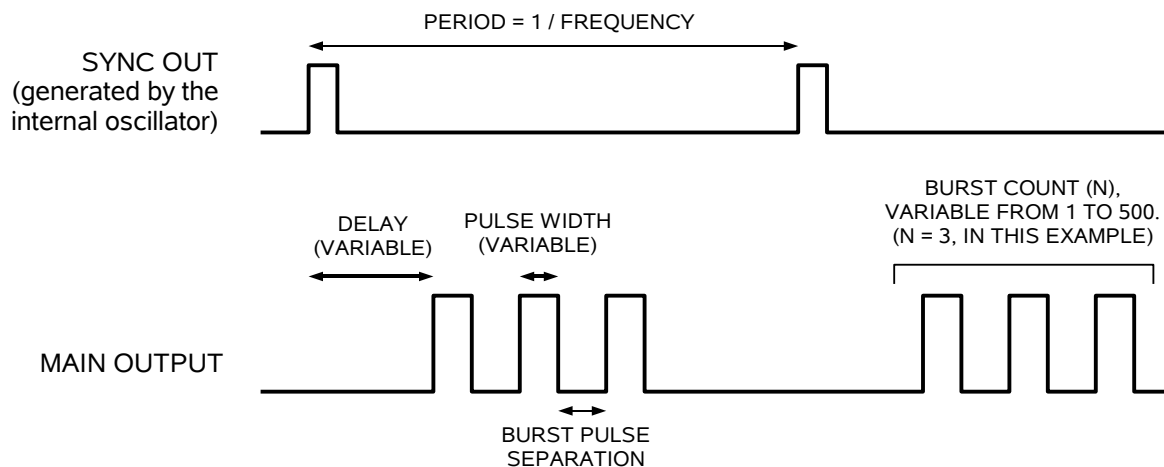 PERIOD = 1 / FREQUENCY
SYNC OUT
(generated by the
internal oscillator)
BURST COUNT (N),
VARIABLE FROM 1 TO 500.
(N = 3, IN THIS EXAMPLE)
DELAY
(VARIABLE)
PULSE WIDTH
(VARIABLE)
MAIN OUTPUT
BURST PULSE
SEPARATION